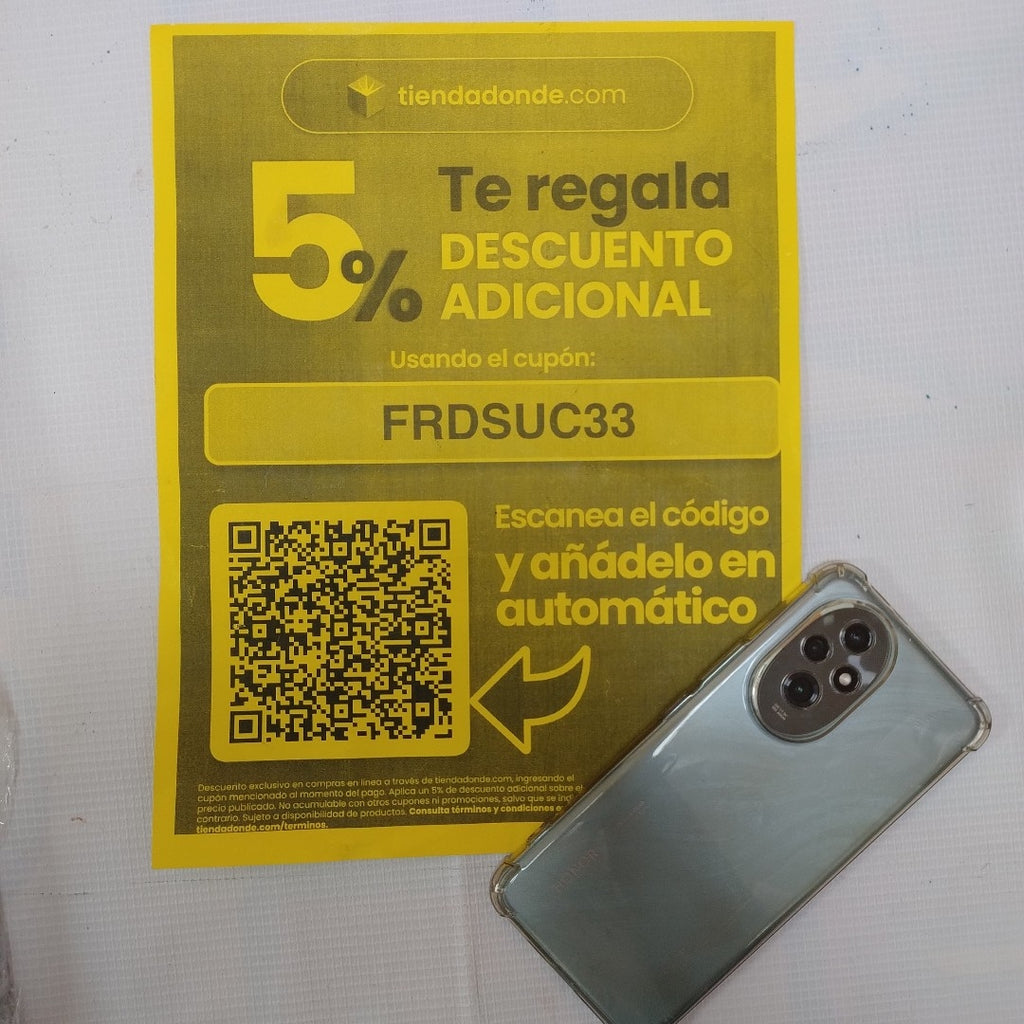 tiendadonde.com
5%
Te regala
DESCUENTO
ADICIONAL
Usando el cupón:
FRDSUC33
Escanea el código
y añádelo en
automático
Descuento exclusivo en compras en línea a través de tiendadonde.com, ingresando el
cupón mencionado al momento del pago. Aplica un 5% de descuento adicional sobre el
precio publicado. No acumulable con otros cupones ni promociones, salvo que se
contrario. Sujeto a disponibilidad de productos. Consulta términos y condiciones
tiendadonde.com/terminos.
HONOR